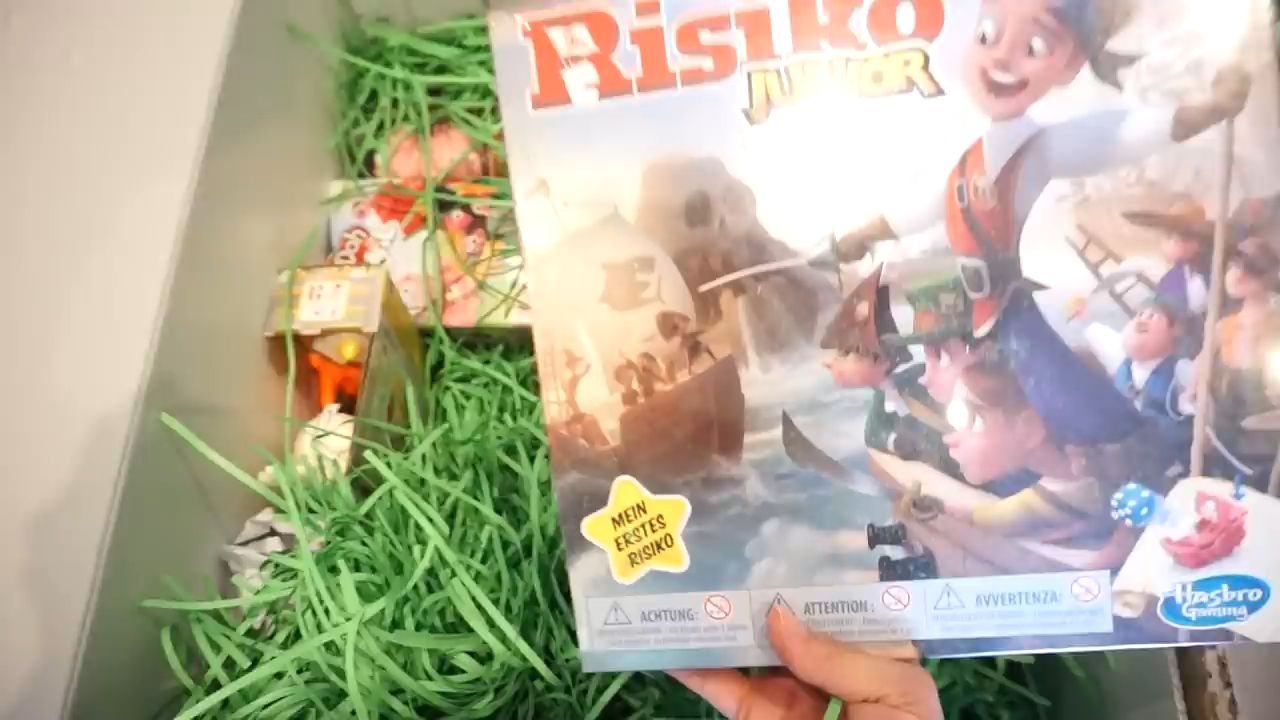 Risiko
JUNIOR
MEIN
ERSTES
RISIKO
ACHTUNG:
ATTENTION:
AVVERTENZA:
Hasbro
Gaming